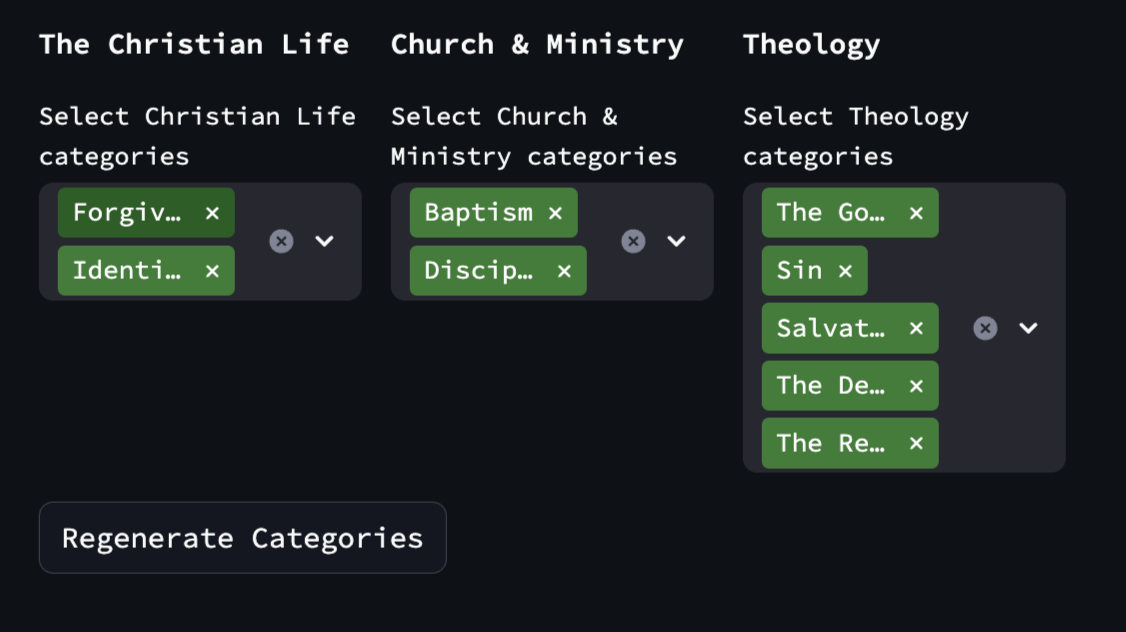 The Christian Life
Select Christian Life
categories
Forgiv… ×
Identi… ×
Church & Ministry
Select Church &
Ministry categories
Baptism ×
Discip… ×
Theology
Select Theology
categories
The Go… ×
Sin ×
Salvat… ×
The De… ×
The Re… ×
Regenerate Categories